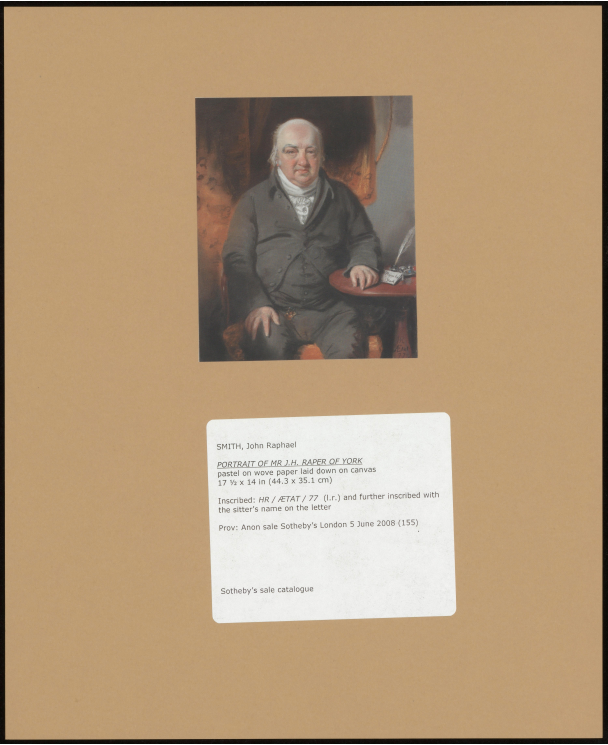 SMITH, John Raphael
PORTRAIT OF MR J.H. RAPER OF YORK
pastel on wove paper laid down on canvas
17 ½ x 14 in (44.3 x 35.1 cm)
Inscribed: HR / ÆTAT / 77 (l.r.) and further inscribed with
the sitter's name on the letter
Prov: Anon sale Sotheby's London 5 June 2008 (155)
Sotheby's sale catalogue